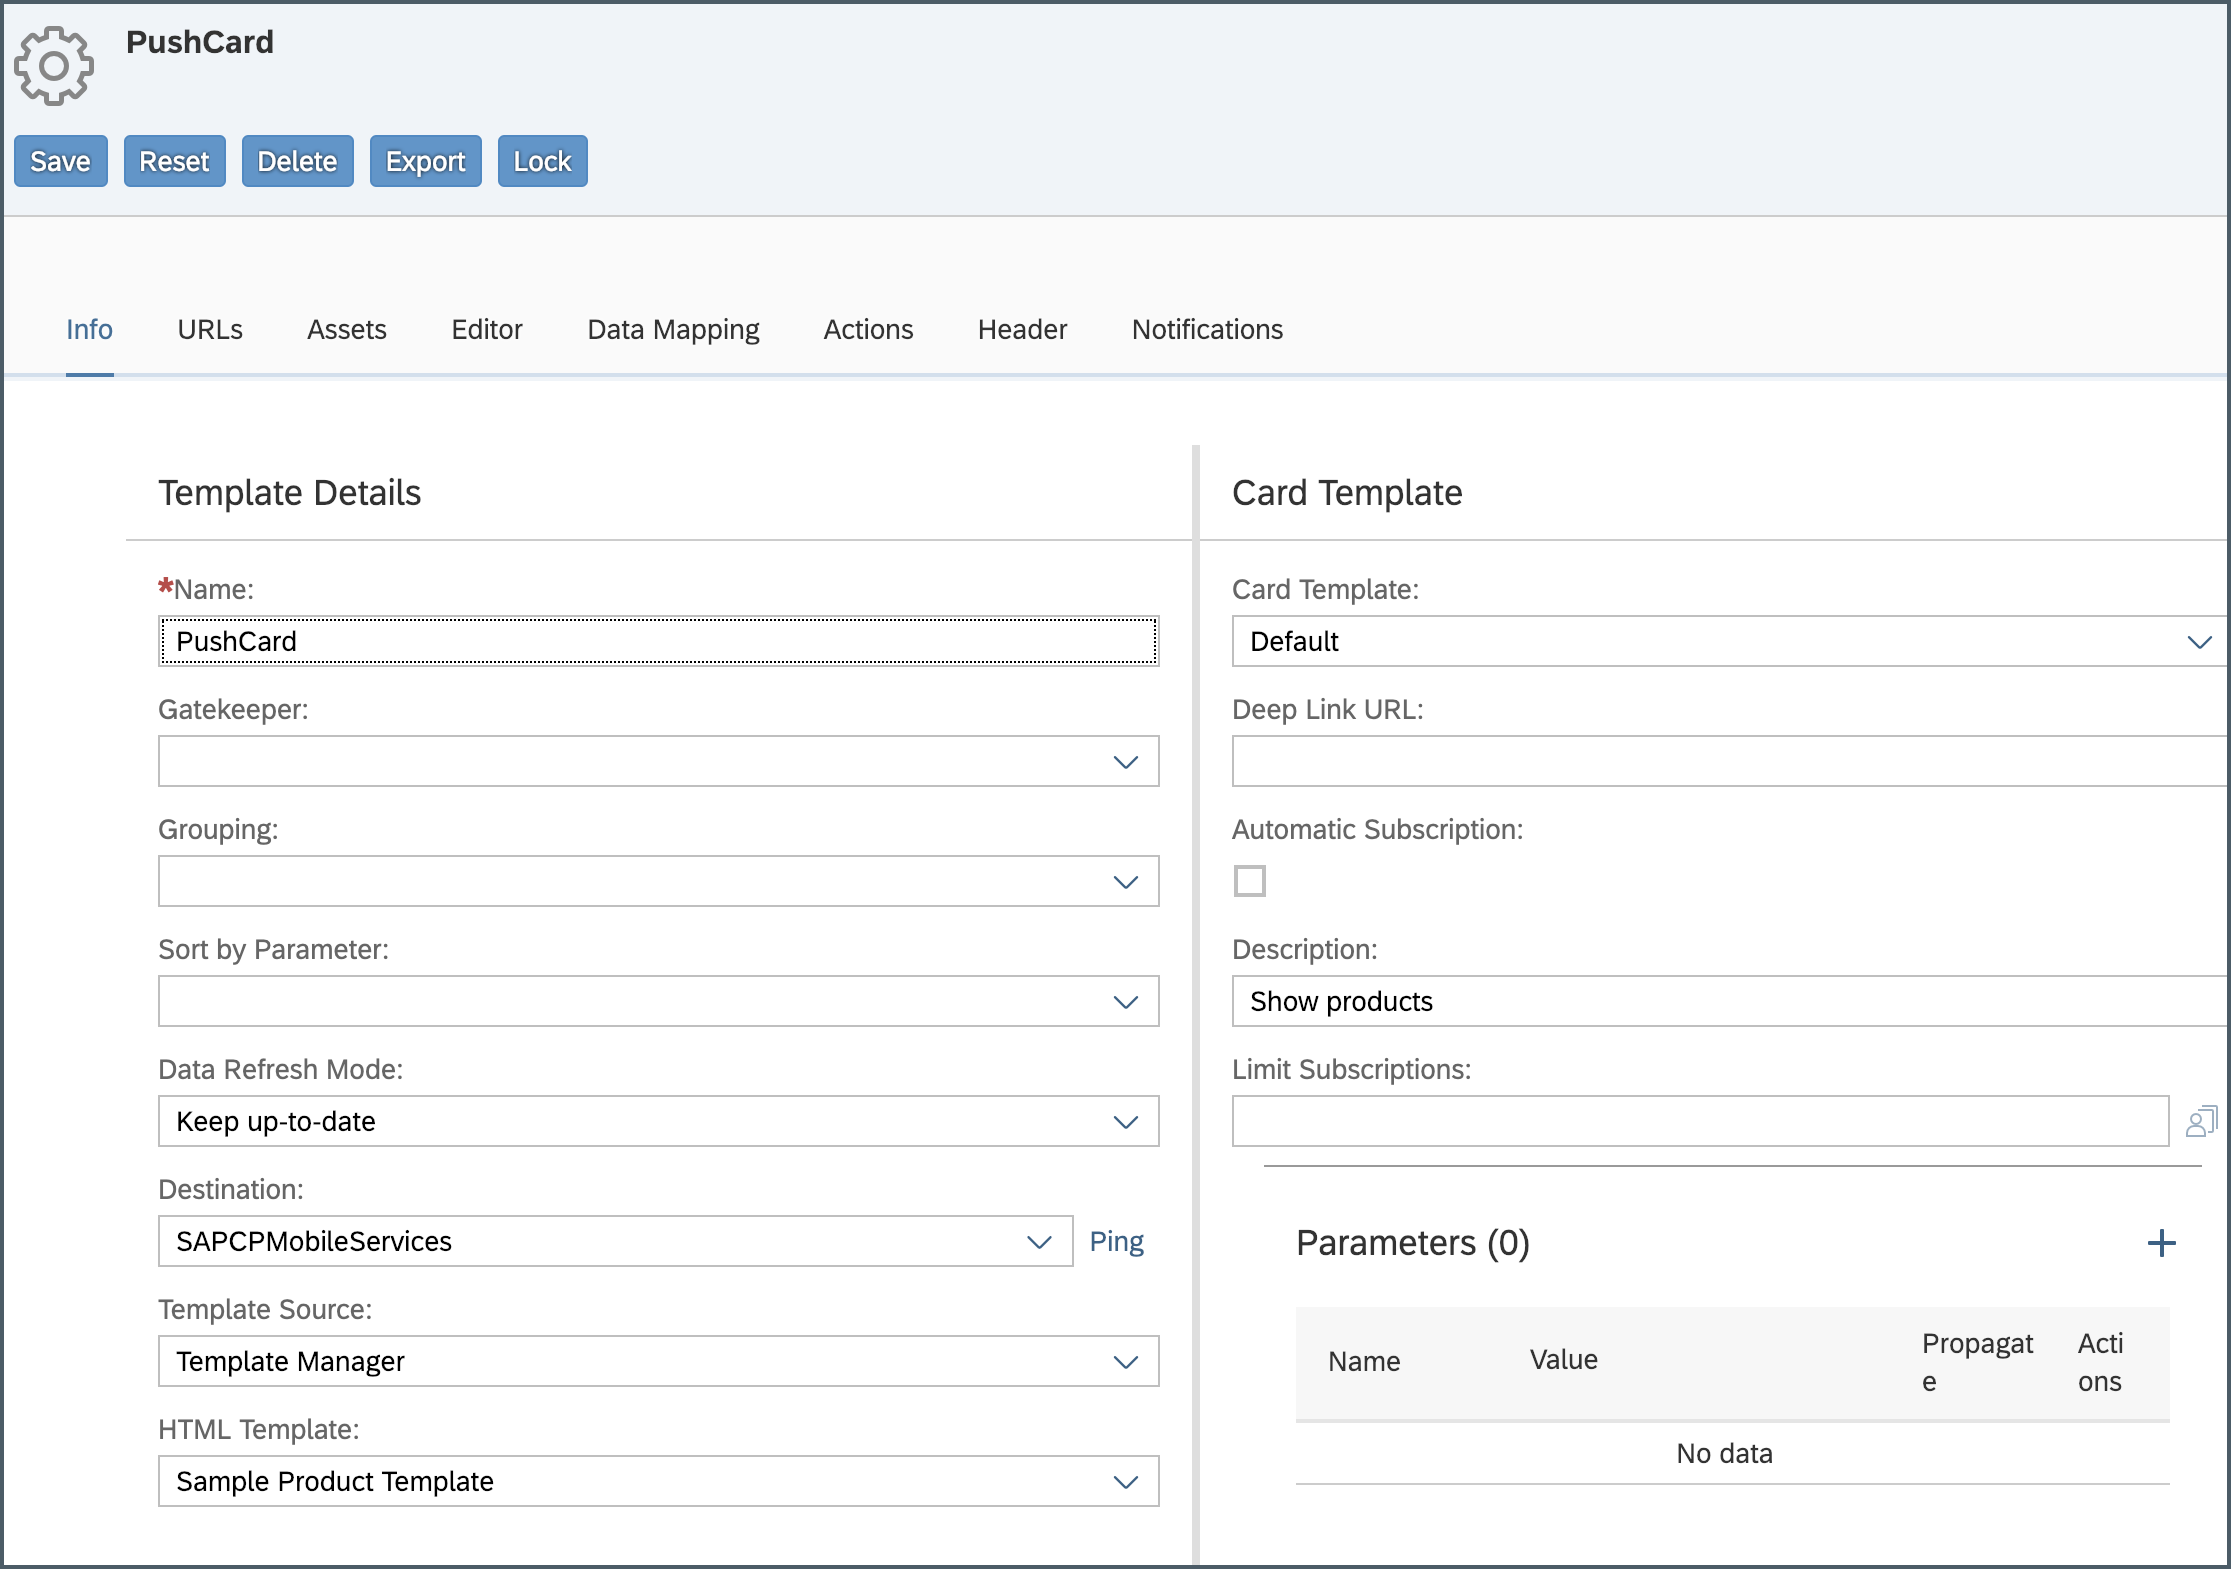 PushCard
Save Reset Delete Export Lock
Info URLs Assets Editor Data Mapping Actions Header Notifications
Template Details
*Name:
PushCard
Gatekeeper:
Grouping:
Sort by Parameter:
Data Refresh Mode:
Keep up-to-date
Destination:
SAPCPMobileServices Ping
Template Source:
Template Manager
HTML Template:
Sample Product Template
Card Template
Card Template:
Default
Deep Link URL:
Automatic Subscription:
Description:
Show products
Limit Subscriptions:
Parameters (0) +
Name Value Propagat Acti
e ons
No data